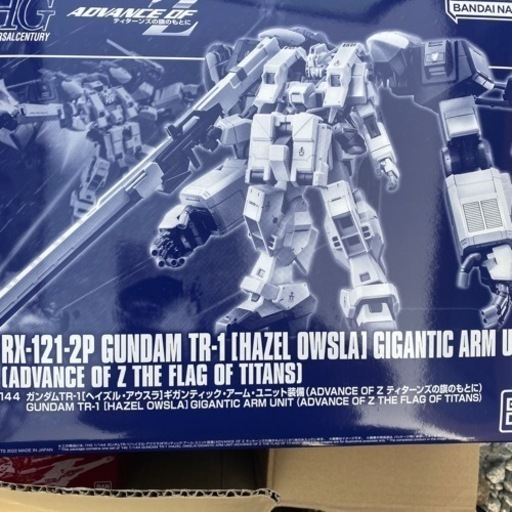 HG
ADVANCE OF Z
ティターンズの旗のもとに
BANDAI
RX-121-2P GUNDAM TR-1 [HAZEL OWSLA] GIGANTIC ARM U
(ADVANCE OF Z THE FLAG OF TITANS)
144 ガンダムTR-1[ヘイズル・アウスラ]ギガンティック・アーム・ユニット装備(ADVANCE OF Z ティターンズの旗のもとに)
GUNDAM TR-1 [HAZEL OWSLA] GIGANTIC ARM UNIT (ADVANCE OF Z THE FLAG OF TITANS)
MADE IN JAPAN